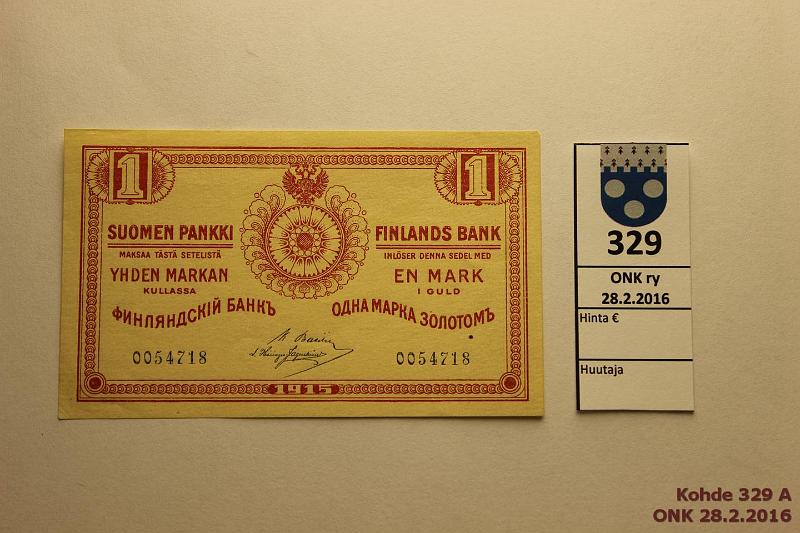 1
1
SUOMEN PANKKI
MAKSAA TÄSTÄ SETELISTÄ
YHDEN MARKAN
KULLASSA
FINLANDS BANK
INLÖSER DENNA SEDEL MED
EN MARK
I GULD
ФИНЛЯНДСКІЙ БАНКЪ
ОДНА МАРКА ЗОЛОТОМЪ
0054718
0054718
1915
329
ONK ry
28.2.2016
Hinta €
Huutaja
Kohde 329 A
ONK 28.2.2016